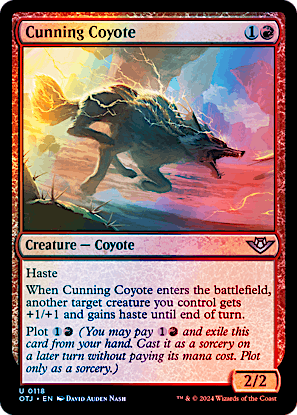 Cunning Coyote 1
Creature — Coyote
Haste
When Cunning Coyote enters the battlefield,
another target creature you control gets
+1/+1 and gains haste until end of turn.
Plot 1 (You may pay 1 and exile this
card from your hand. Cast it as a sorcery on
a later turn without paying its mana cost. Plot
only as a sorcery.)
2/2
U 0118
OTJ • EN DAVID AUDEN NASH ™ & © 2024 Wizards of the Coast